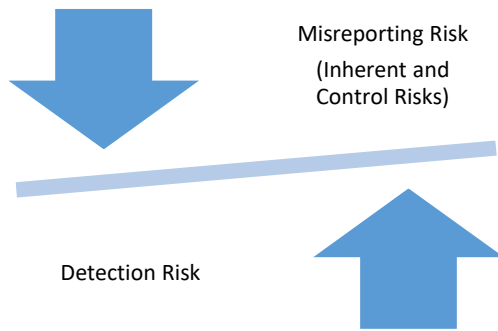 Misreporting Risk
(Inherent and
Control Risks)
Detection Risk